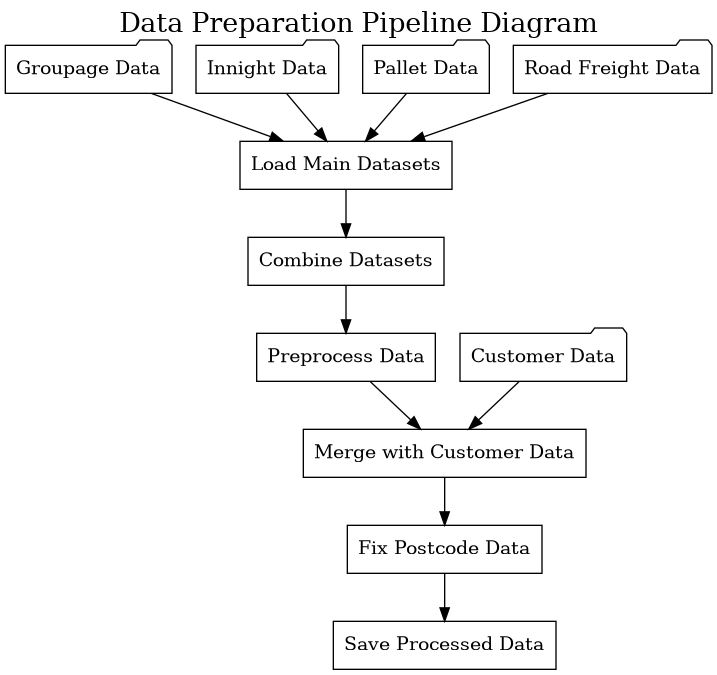 Data Preparation Pipeline Diagram
Groupage Data
Innight Data
Pallet Data
Road Freight Data
Load Main Datasets
Combine Datasets
Preprocess Data
Customer Data
Merge with Customer Data
Fix Postcode Data
Save Processed Data